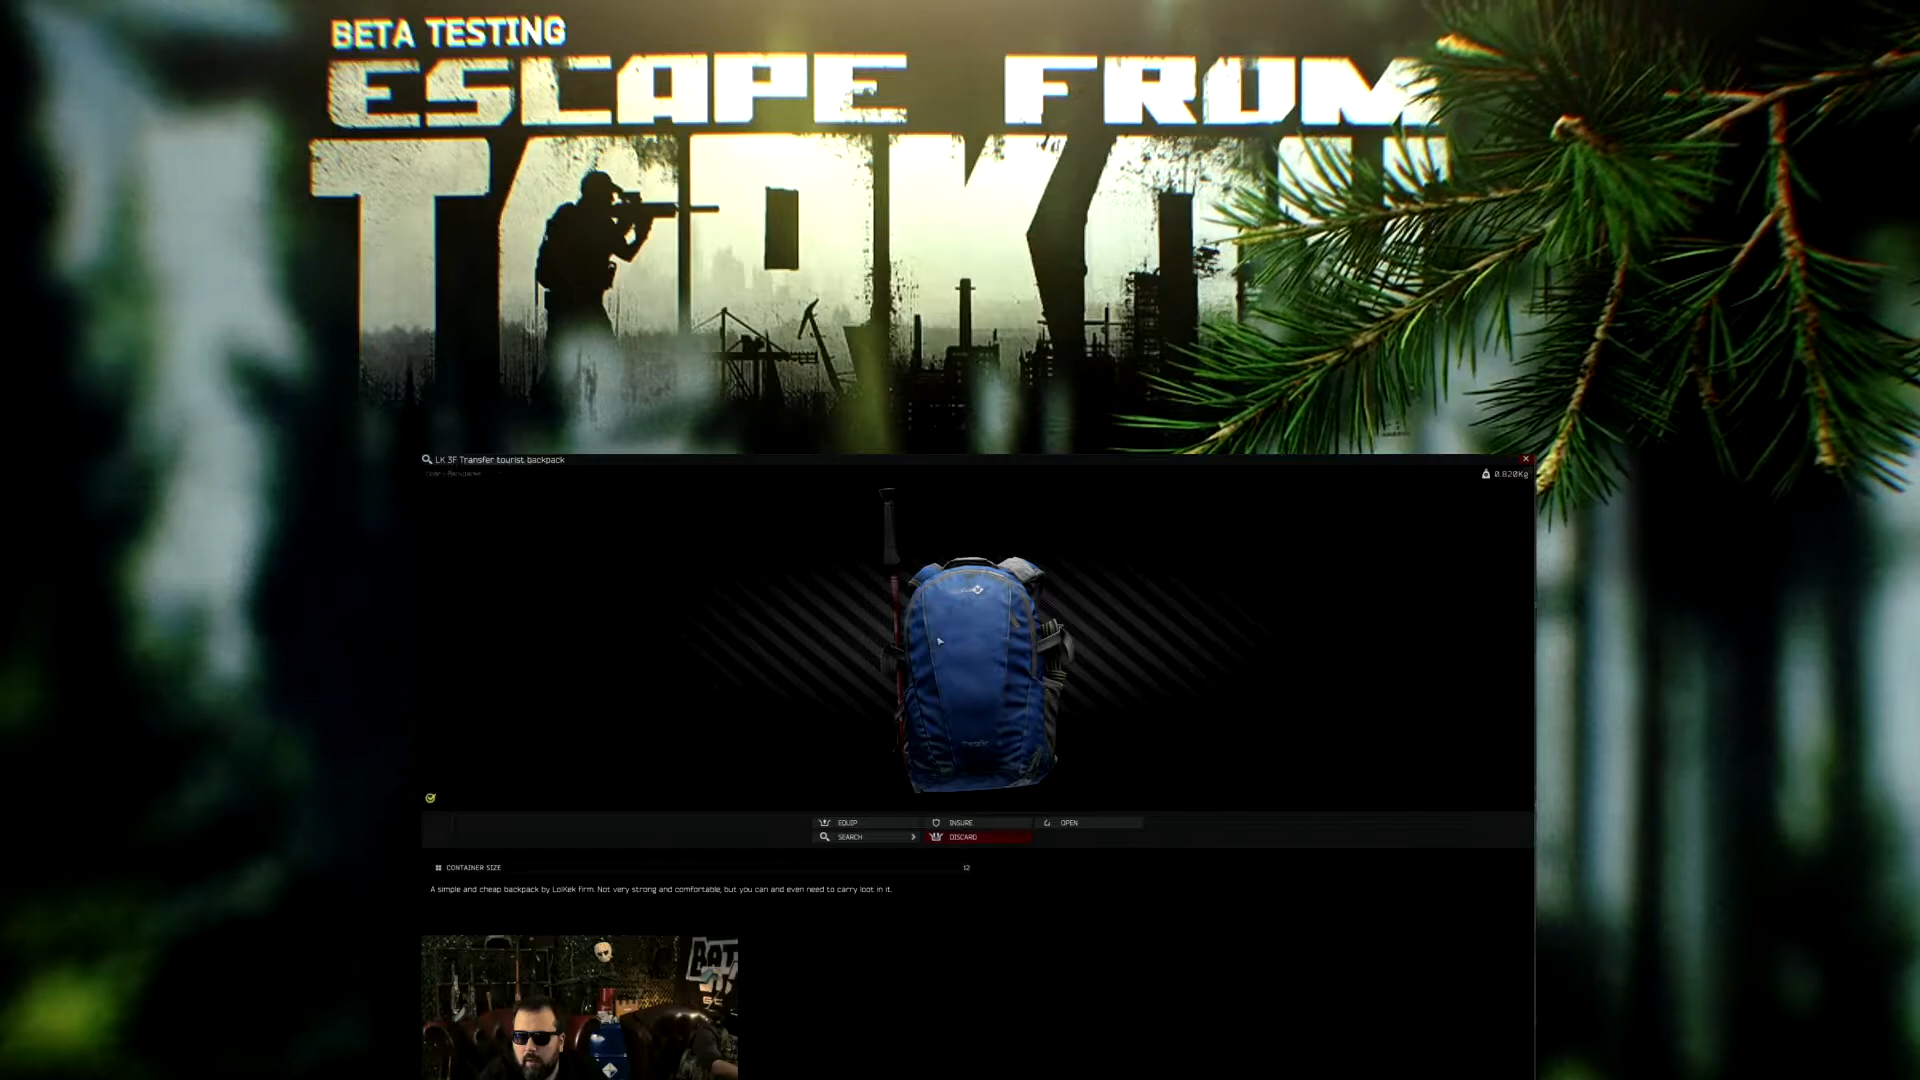 BETA TESTING
ESCAPE FROM
TARKOV
LK 3F Transfer tourist backpack
0.820Kg
EQUIP
INSURE
OPEN
SEARCH
DISCARD
CONTAINER SIZE
12
A simple and cheap backpack by LolKek firm. Not very strong and comfortable, but you can and even need to carry loot in it.
BAT